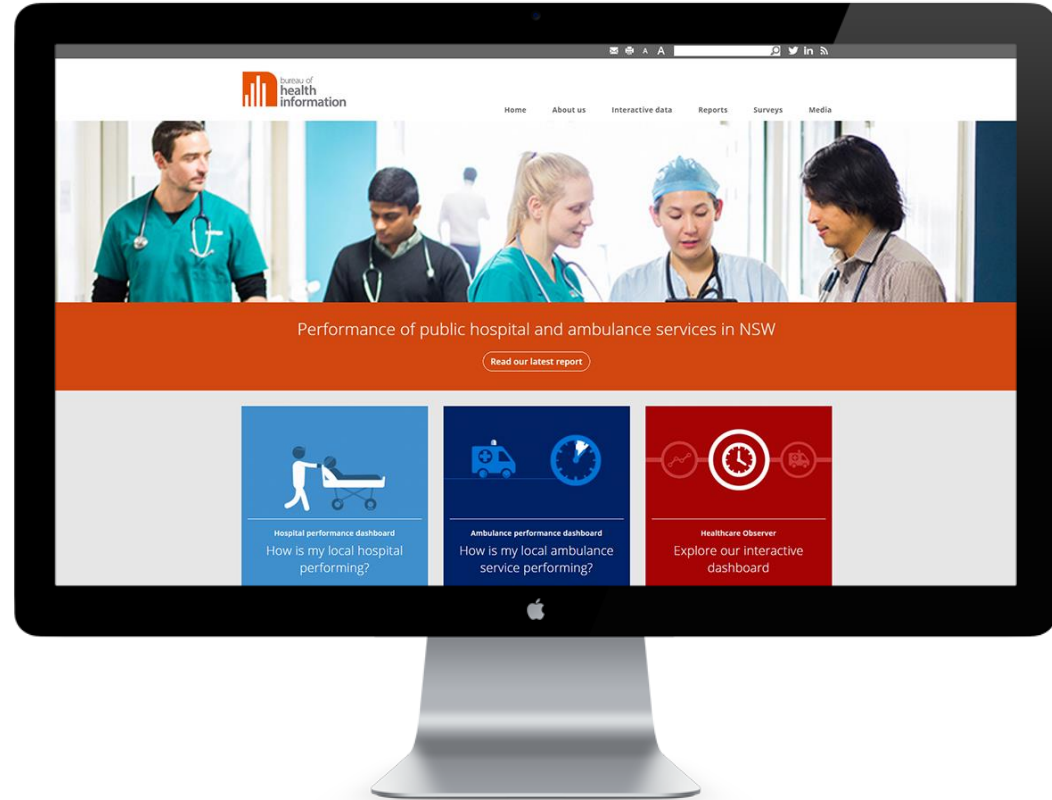 A A
bureau of
health
information
Home About us Interactive data Reports Surveys Media
Performance of public hospital and ambulance services in NSW
Read our latest report
Hospital performance dashboard
How is my local hospital
performing?
Ambulance performance dashboard
How is my local ambulance
service performing?
Healthcare Observer
Explore our interactive
dashboard